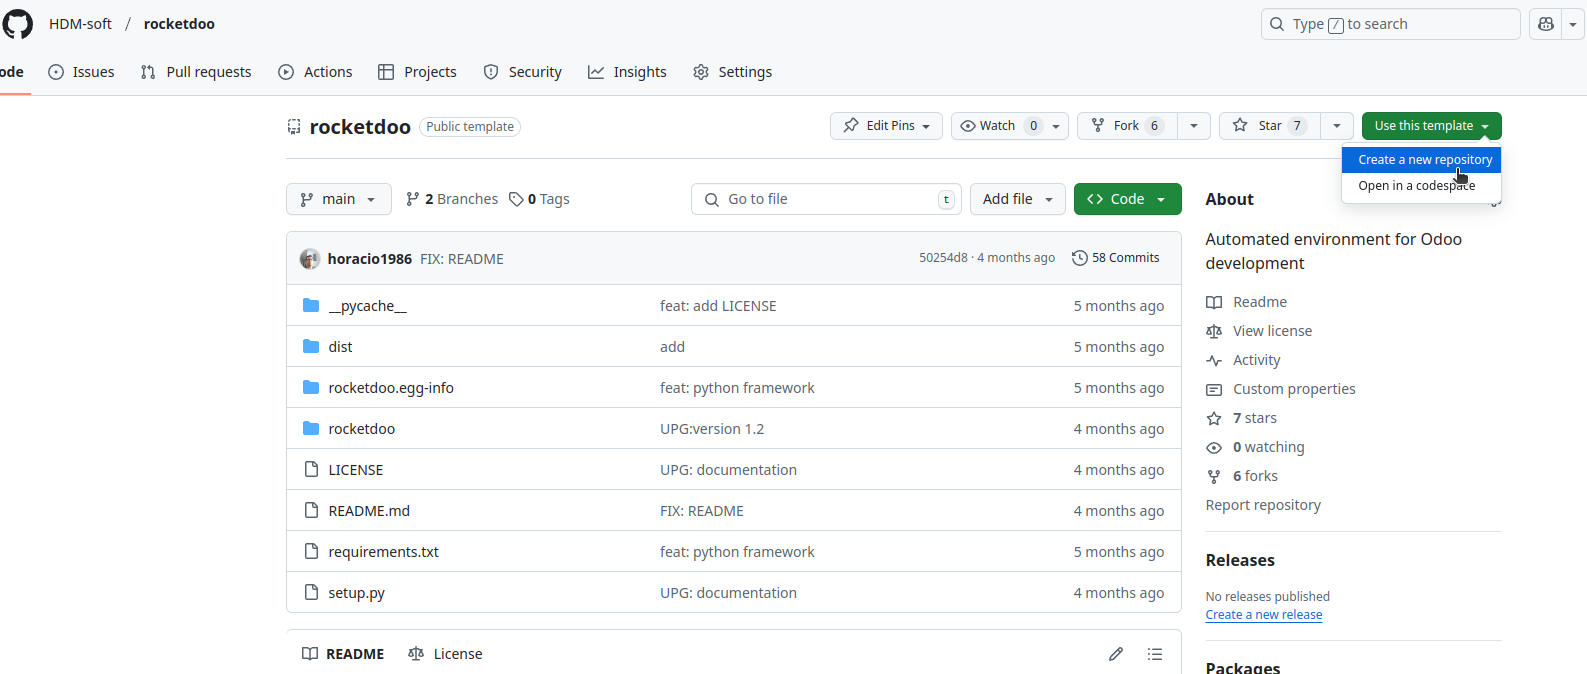 HDM-soft / rocketdoo
Type / to search
ode Issues Pull requests Actions Projects Security Insights Settings
rocketdoo Public template
Edit Pins Watch 0 Fork 6 Star 7 Use this template
Create a new repository
Open in a codespace
main 2 Branches 0 Tags Go to file t Add file Code
horacio1986 FIX: README 50254d8 · 4 months ago 58 Commits
__pycache__ feat: add LICENSE 5 months ago
dist add 5 months ago
rocketdoo.egg-info feat: python framework 5 months ago
rocketdoo UPG:version 1.2 4 months ago
LICENSE UPG: documentation 4 months ago
README.md FIX: README 4 months ago
requirements.txt feat: python framework 5 months ago
setup.py UPG: documentation 4 months ago
README License
About
Automated environment for Odoo
development
Readme
View license
Activity
Custom properties
7 stars
0 watching
6 forks
Report repository
Releases
No releases published
Create a new release
Packages